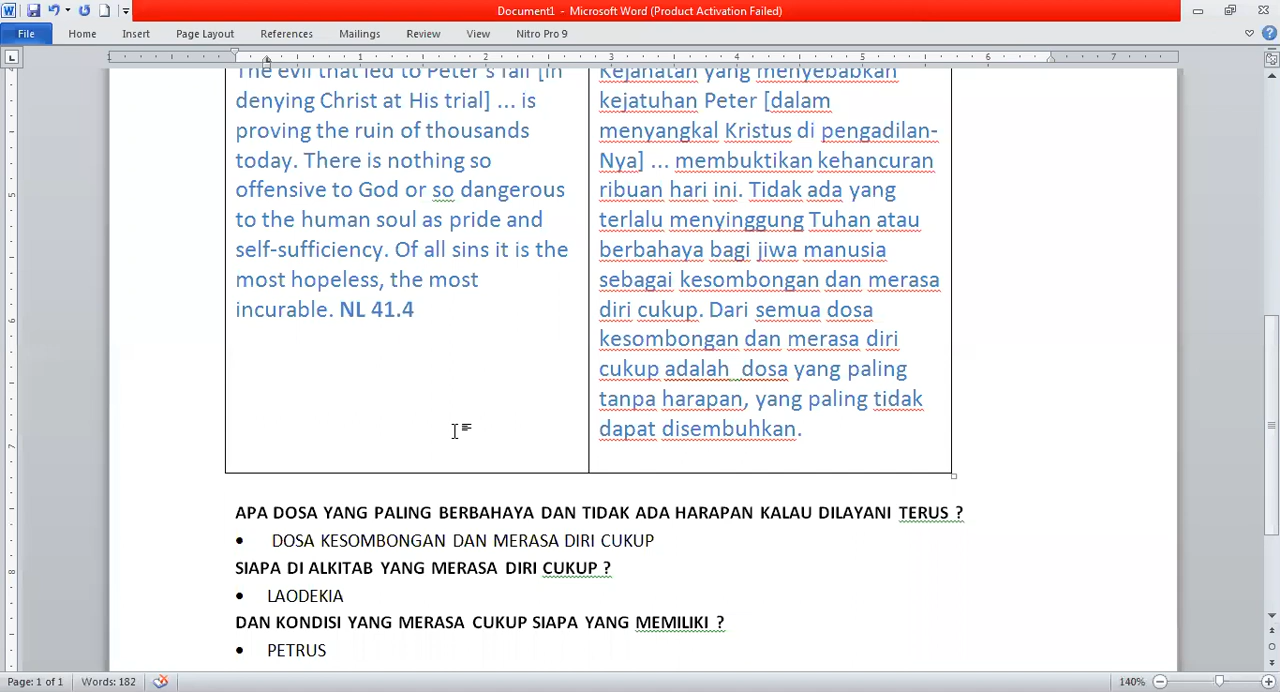 Document1 - Microsoft Word (Product Activation Failed)
File Home Insert Page Layout References Mailings Review View Nitro Pro 9
1 1 2 3 4 5 6 7
The evil that led to Peter's fall [in
denying Christ at His trial] ... is
proving the ruin of thousands
today. There is nothing so
offensive to God or so dangerous
to the human soul as pride and
self-sufficiency. Of all sins it is the
most hopeless, the most
incurable. NL 41.4
Kejahatan yang menyebabkan
kejatuhan Peter [dalam
menyangkal Kristus di pengadilan-
Nya] ... membuktikan kehancuran
ribuan hari ini. Tidak ada yang
terlalu menyinggung Tuhan atau
berbahaya bagi jiwa manusia
sebagai kesombongan dan merasa
diri cukup. Dari semua dosa
kesombongan dan merasa diri
cukup adalah  dosa yang paling
tanpa harapan, yang paling tidak
dapat disembuhkan.
APA DOSA YANG PALING BERBAHAYA DAN TIDAK ADA HARAPAN KALAU DILAYANI TERUS ?
• DOSA KESOMBONGAN DAN MERASA DIRI CUKUP
SIAPA DI ALKITAB YANG MERASA DIRI CUKUP ?
• LAODEKIA
DAN KONDISI YANG MERASA CUKUP SIAPA YANG MEMILIKI ?
• PETRUS
Page: 1 of 1 Words: 182 140%